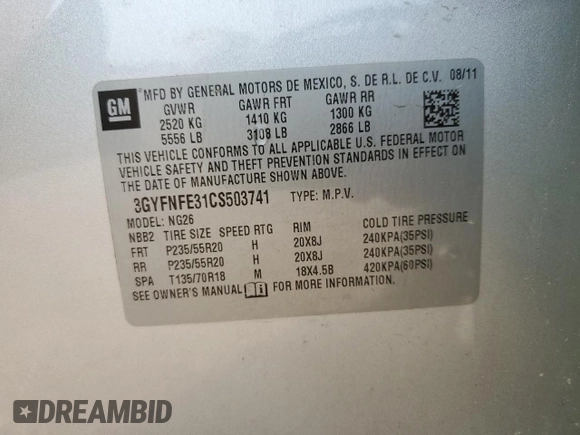 GM
MFD BY GENERAL MOTORS DE MEXICO, S. DE R.L. DE C.V. 08/11
GVWR GAWR FRT GAWR RR
2520 KG 1410 KG 1300 KG
5556 LB 3108 LB 2866 LB
THIS VEHICLE CONFORMS TO ALL APPLICABLE U.S. FEDERAL MOTOR
VEHICLE SAFETY AND THEFT PREVENTION STANDARDS IN EFFECT ON
THE DATE OF MANUFACTURE SHOWN ABOVE.
3GYFNFE31CS503741 TYPE: M.P.V.
MODEL: NG26
NBB2 TIRE SIZE SPEED RTG RIM COLD TIRE PRESSURE
FRT P235/55R20 H 20X8J 240KPA(35PSI)
RR P235/55R20 H 20X8J 240KPA(35PSI)
SPA T135/70R18 M 18X4.5B 420KPA(60PSI)
SEE OWNER'S MANUAL FOR MORE INFORMATION.
DREAMBID